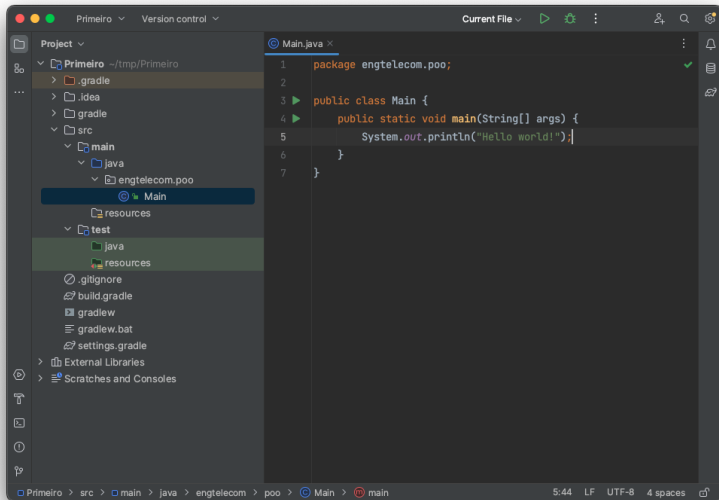 Primeiro Version control Current File
Project
Main.java
Primeiro ~/tmp/Primeiro
.gradle
.idea
gradle
src
main
java
engtelecom.poo
Main
resources
test
java
resources
.gitignore
build.gradle
gradlew
gradlew.bat
settings.gradle
External Libraries
Scratches and Consoles
1 package engtelecom.poo;
2
3 public class Main {
4 public static void main(String[] args) {
5 System.out.println("Hello world!");
6 }
7 }
Primeiro > src > main > java > engtelecom > poo > Main > main 5:44 LF UTF-8 4 spaces